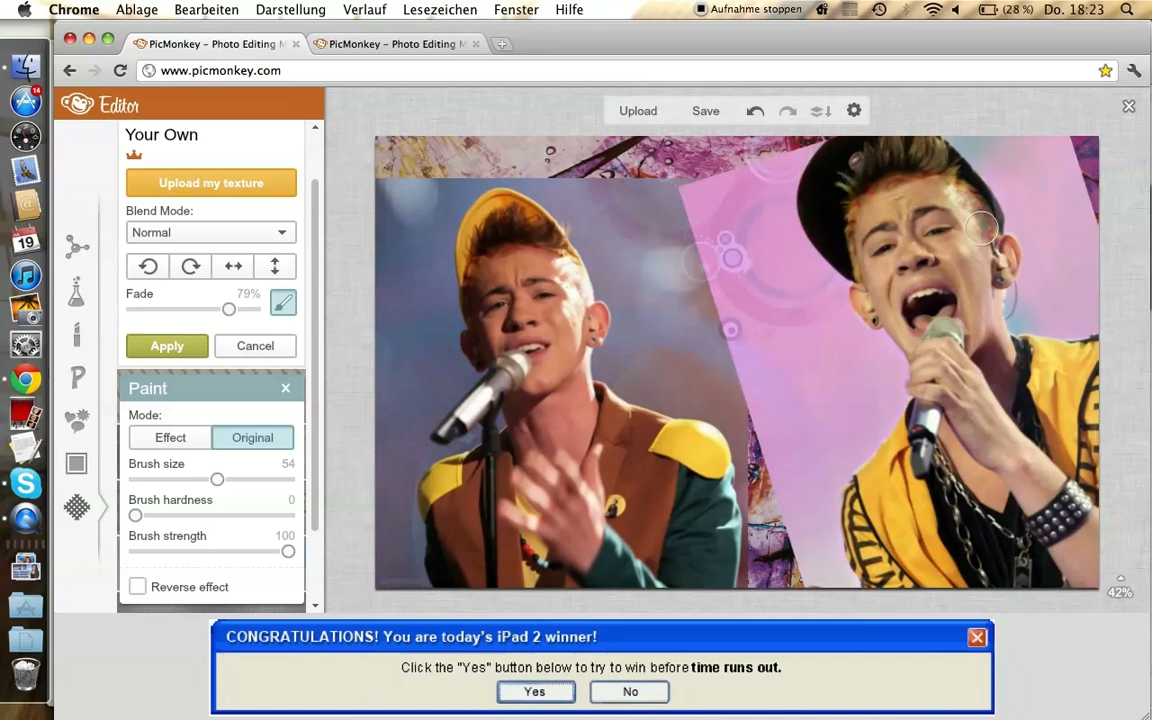 Chrome Ablage Bearbeiten Darstellung Verlauf Lesezeichen Fenster Hilfe Aufnahme stoppen (28 %) Do. 18:23
PicMonkey – Photo Editing M PicMonkey – Photo Editing M
www.picmonkey.com
Editor
Upload Save
14
19
Your Own
Upload my texture
Blend Mode:
Normal
Fade 79%
Apply Cancel
Paint
Mode:
Effect Original
Brush size 54
Brush hardness 0
Brush strength 100
Reverse effect
42%
CONGRATULATIONS! You are today's iPad 2 winner!
Click the "Yes" button below to try to win before time runs out.
Yes No